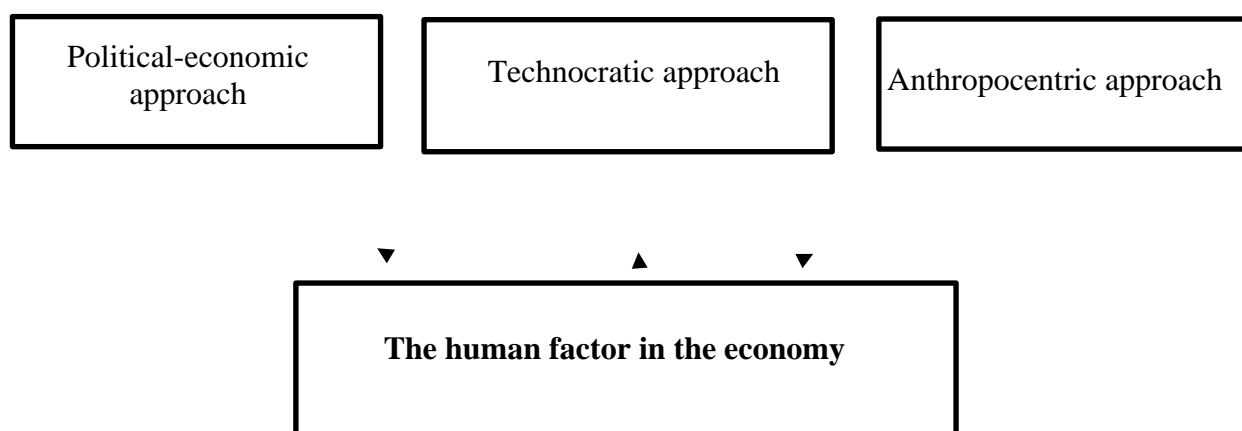 Political-economic
approach
Technocratic approach
Anthropocentric approach
The human factor in the economy